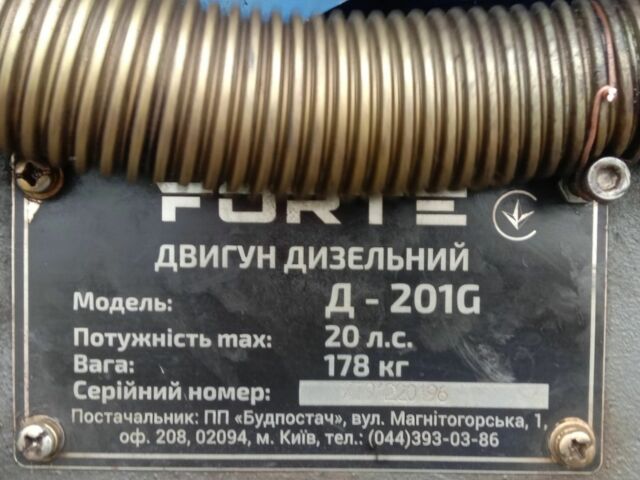 FORTE
ДВИГУН ДИЗЕЛЬНИЙ
Модель: Д - 201G
Потужність max: 20 л.с.
Вага: 178 кг
Серійний номер:
Постачальник: ПП «Будпостач», вул. Магнітогорська, 1,
оф. 208, 02094, м. Київ, тел.: (044)393-03-86